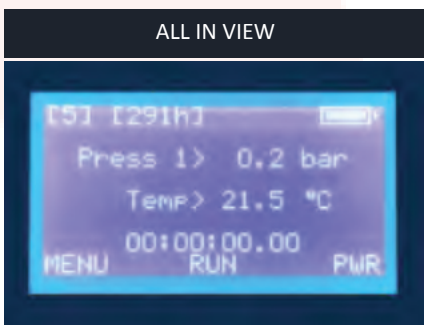 ALL IN VIEW
[5] [291h]
Press 1> 0.2 bar
Temp> 21.5 °C
00:00:00.00
MENU RUN PWR